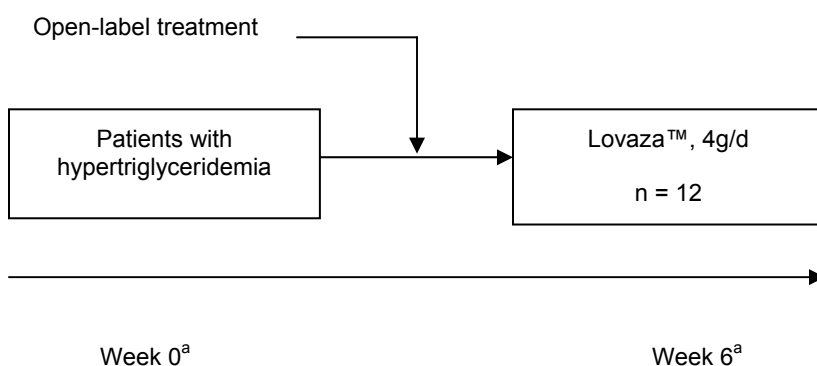 Open-label treatment
Patients with
hypertriglyceridemia
Lovaza™, 4g/d
n = 12
Week 0ᵃ
Week 6ᵃ